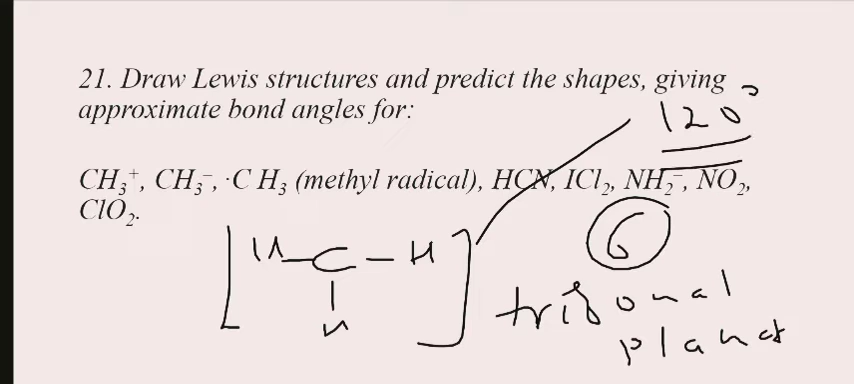 21. Draw Lewis structures and predict the shapes, giving
approximate bond angles for:
120°
CH₃⁺, CH₃⁻, ·C H₃ (methyl radical), HCN, ICl₂, NH₂⁻, NO₂,
ClO₂.
6
[H—C—H]
H
trigonal
planar